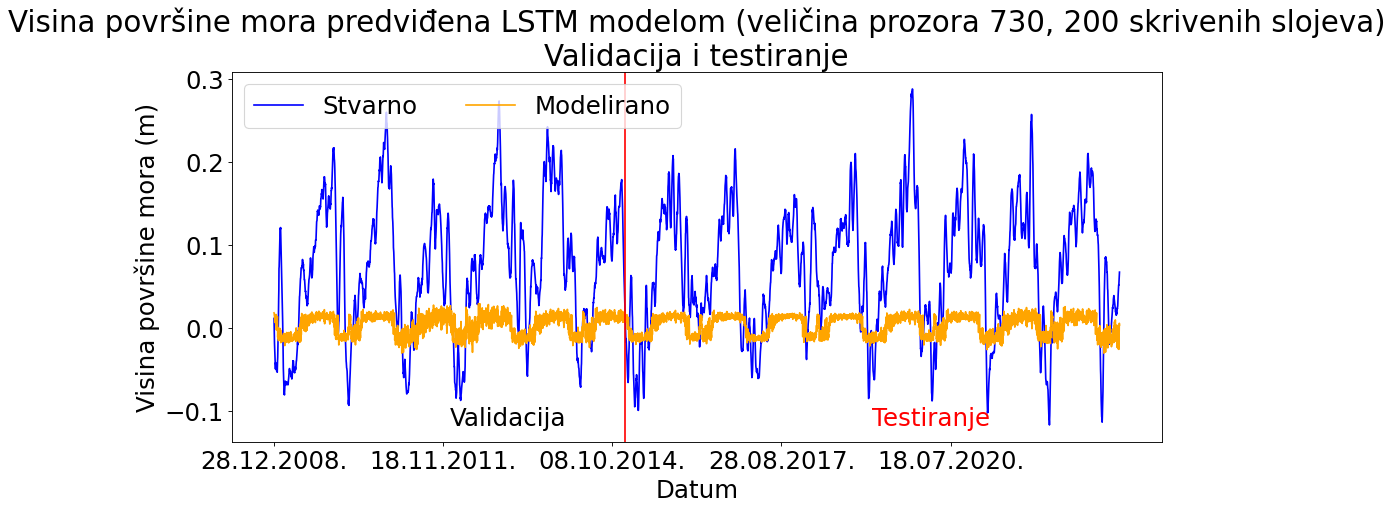 Visina površine mora predviđena LSTM modelom (veličina prozora 730, 200 skrivenih slojeva)
Validacija i testiranje
Stvarno Modelirano
Visina površine mora (m)
0.3
0.2
0.1
0.0
−0.1
Validacija
Testiranje
28.12.2008. 18.11.2011. 08.10.2014. 28.08.2017. 18.07.2020.
Datum